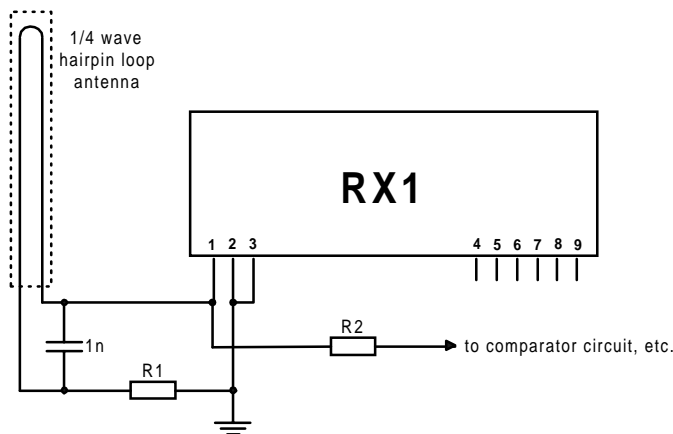 1/4 wave
hairpin loop
antenna
RX1
1 2 3
4 5 6 7 8 9
R2
to comparator circuit, etc.
1n
R1